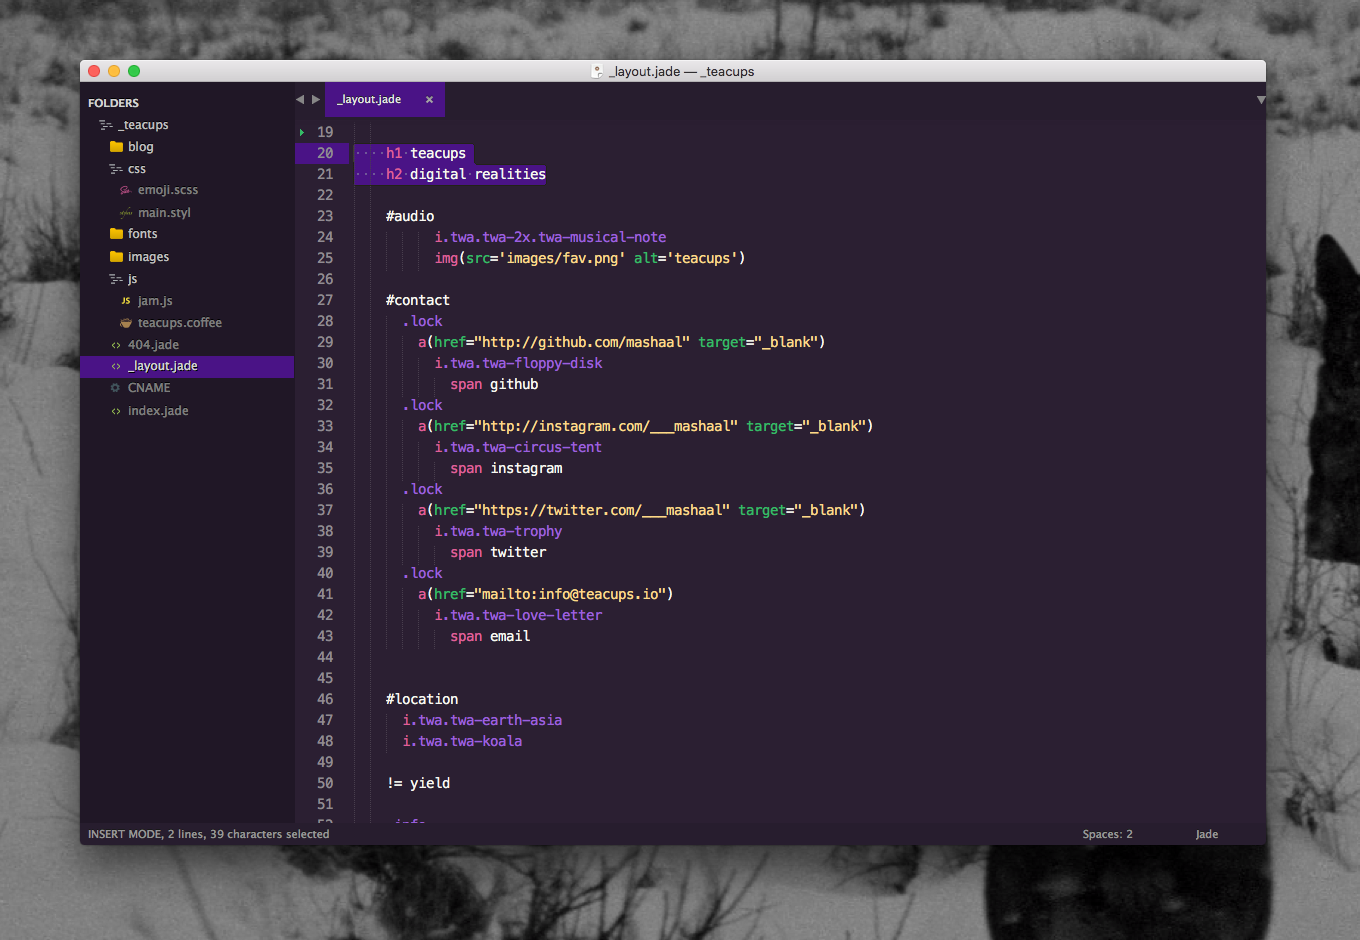 _layout.jade — _teacups
FOLDERS
_teacups
blog
css
emoji.scss
main.styl
fonts
images
js
JS jam.js
teacups.coffee
404.jade
_layout.jade
CNAME
index.jade
_layout.jade ×
19
20 h1 teacups
21 h2 digital realities
22
23 #audio
24 i.twa.twa-2x.twa-musical-note
25 img(src='images/fav.png' alt='teacups')
26
27 #contact
28 .lock
29 a(href="http://github.com/mashaal" target="_blank")
30 i.twa.twa-floppy-disk
31 span github
32 .lock
33 a(href="http://instagram.com/___mashaal" target="_blank")
34 i.twa.twa-circus-tent
35 span instagram
36 .lock
37 a(href="https://twitter.com/___mashaal" target="_blank")
38 i.twa.twa-trophy
39 span twitter
40 .lock
41 a(href="mailto:info@teacups.io")
42 i.twa.twa-love-letter
43 span email
44
45
46 #location
47 i.twa.twa-earth-asia
48 i.twa.twa-koala
49
50 != yield
51
INSERT MODE, 2 lines, 39 characters selected
Spaces: 2
Jade